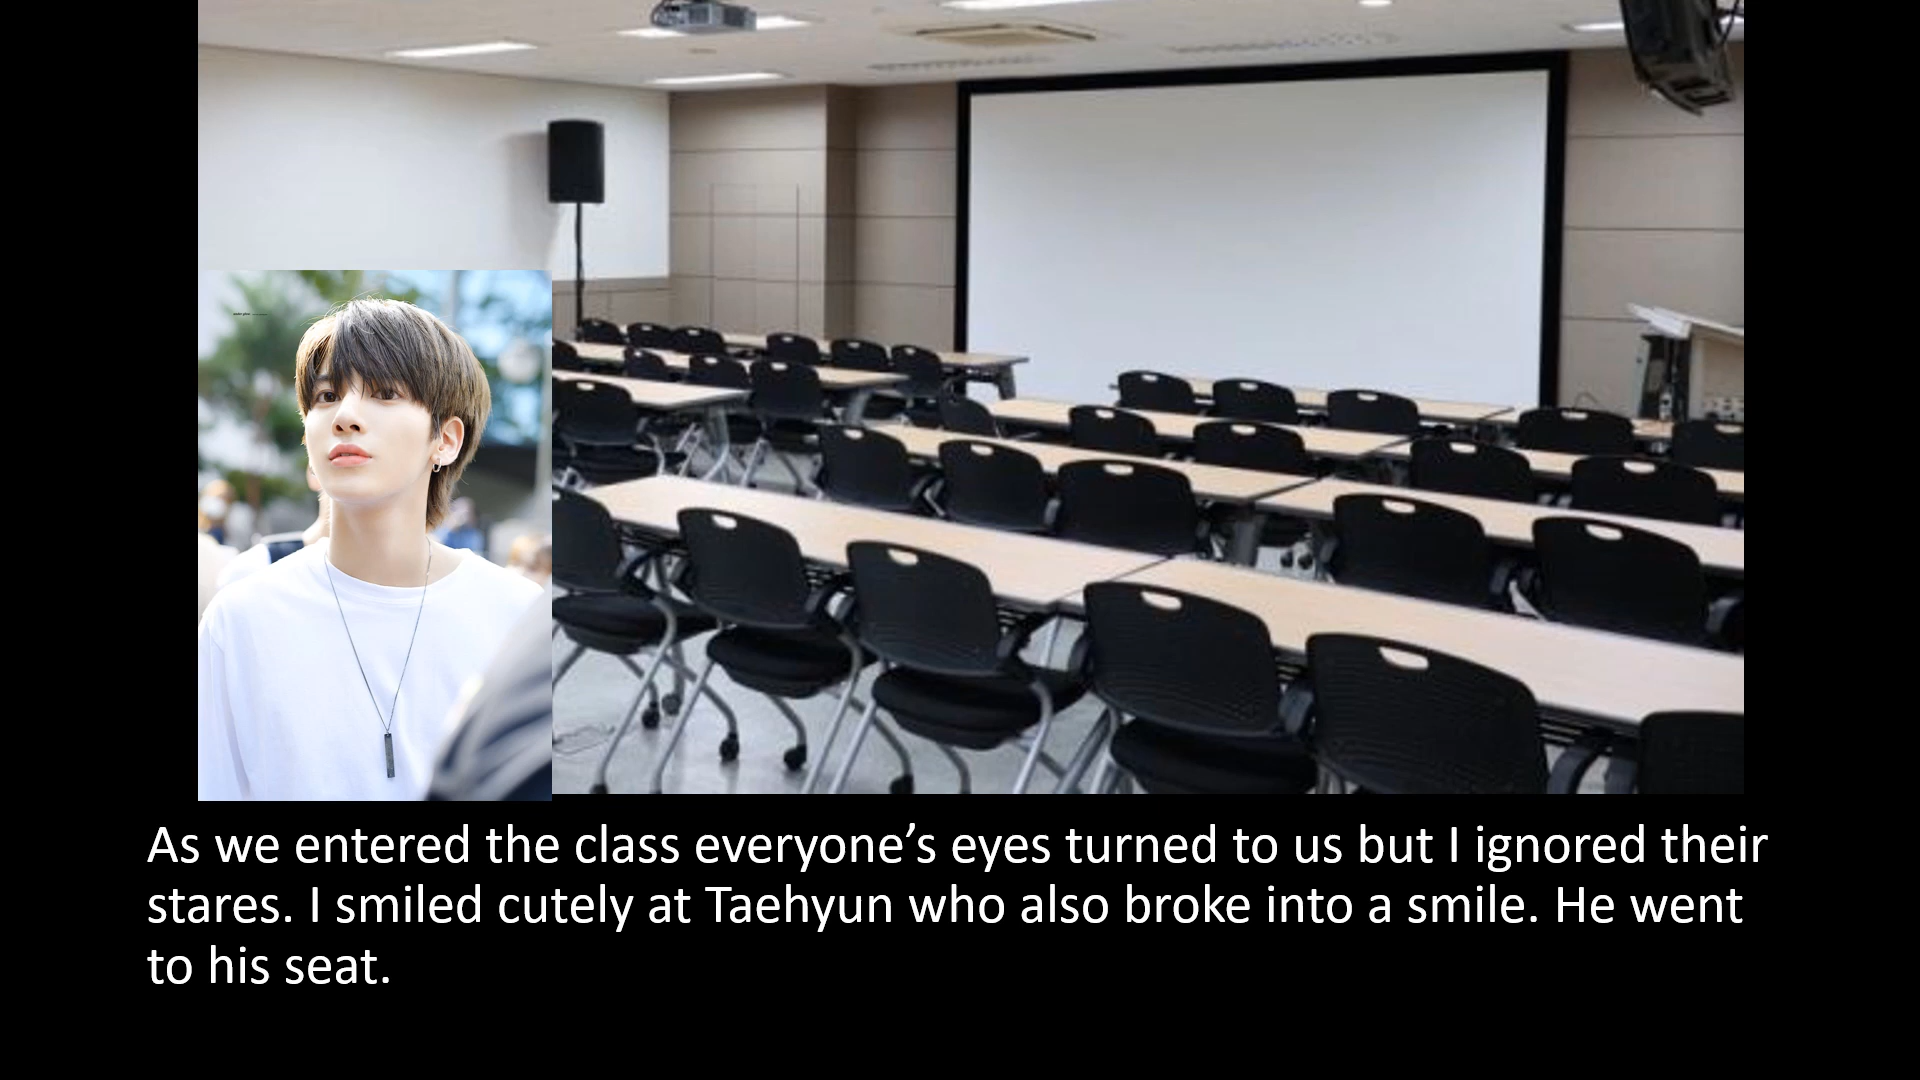 As we entered the class everyone’s eyes turned to us but I ignored their
stares. I smiled cutely at Taehyun who also broke into a smile. He went
to his seat.